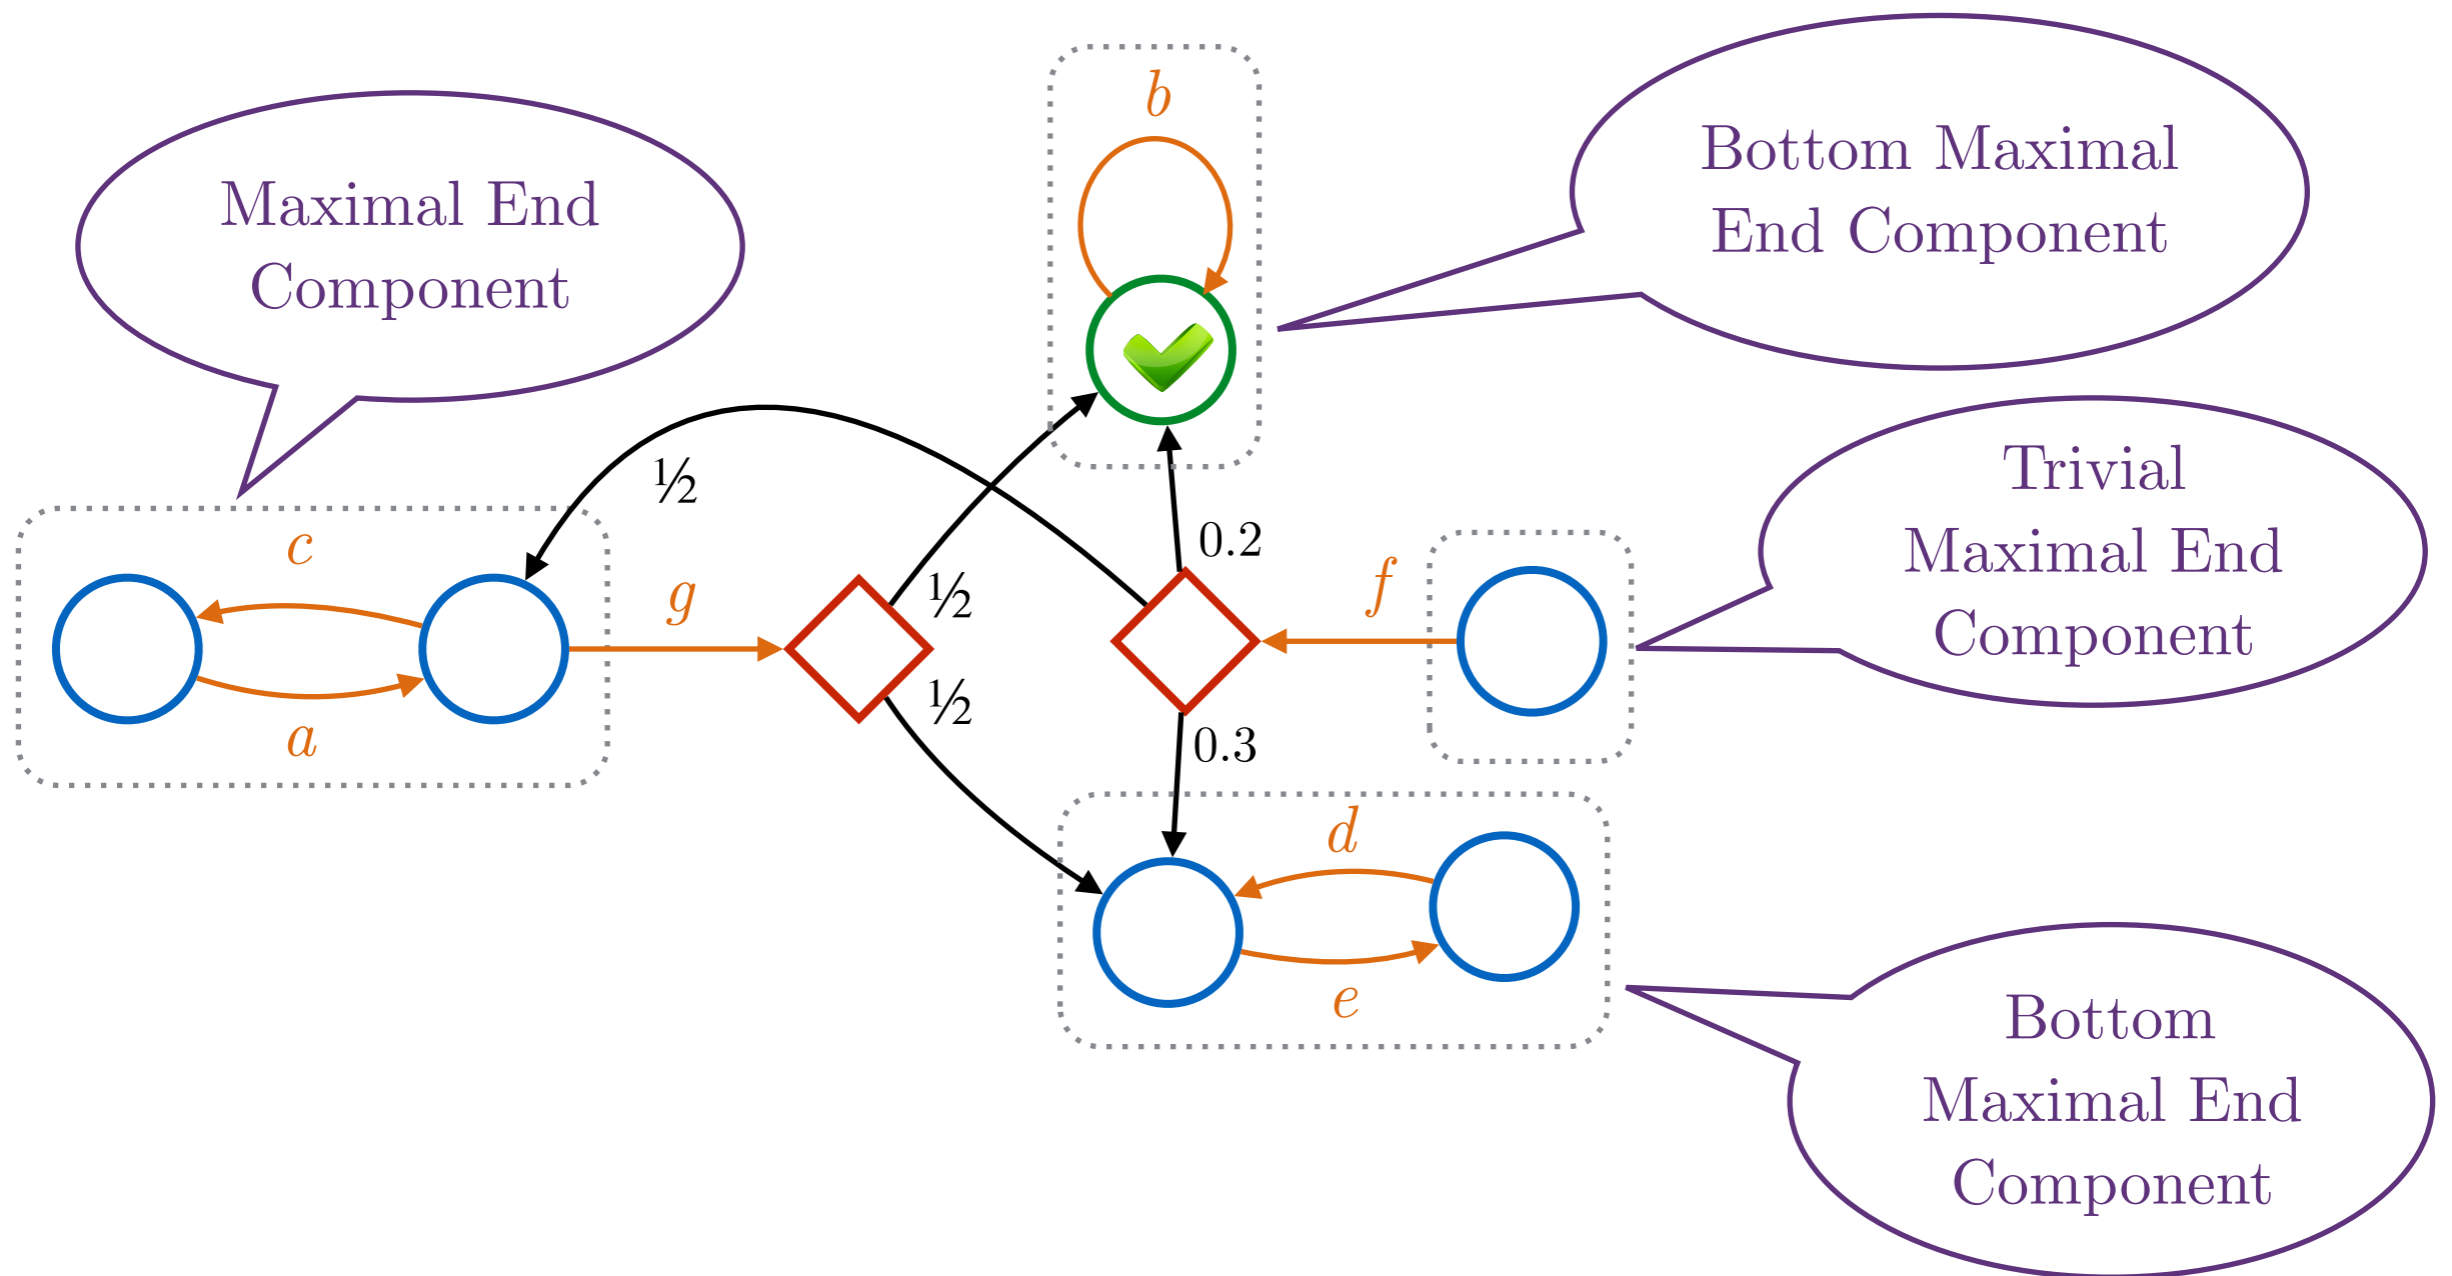 b
Bottom Maximal
End Component
Maximal End
Component
Trivial
Maximal End
Component
½
0.2
c
g
½
f
a
½
0.3
d
e
Bottom
Maximal End
Component